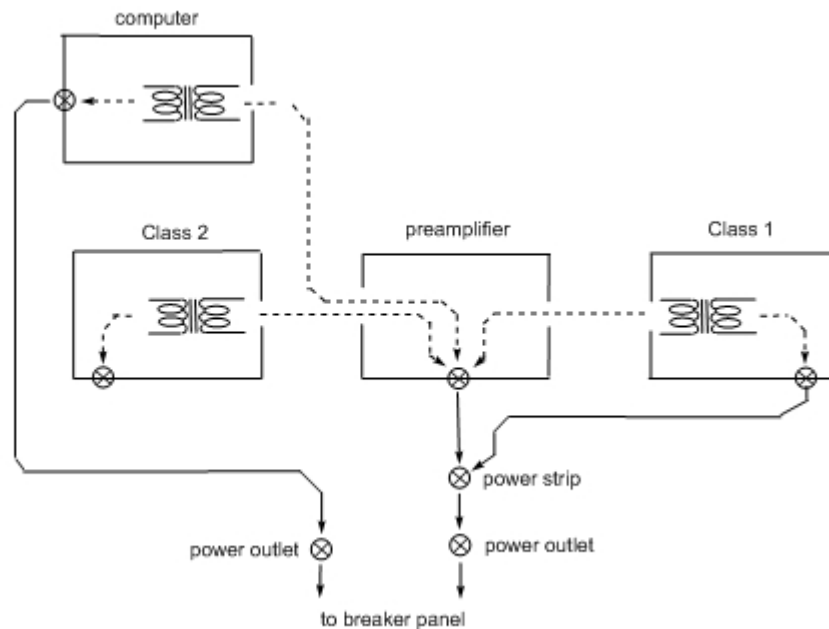 computer
Class 2
preamplifier
Class 1
power strip
power outlet
power outlet
to breaker panel